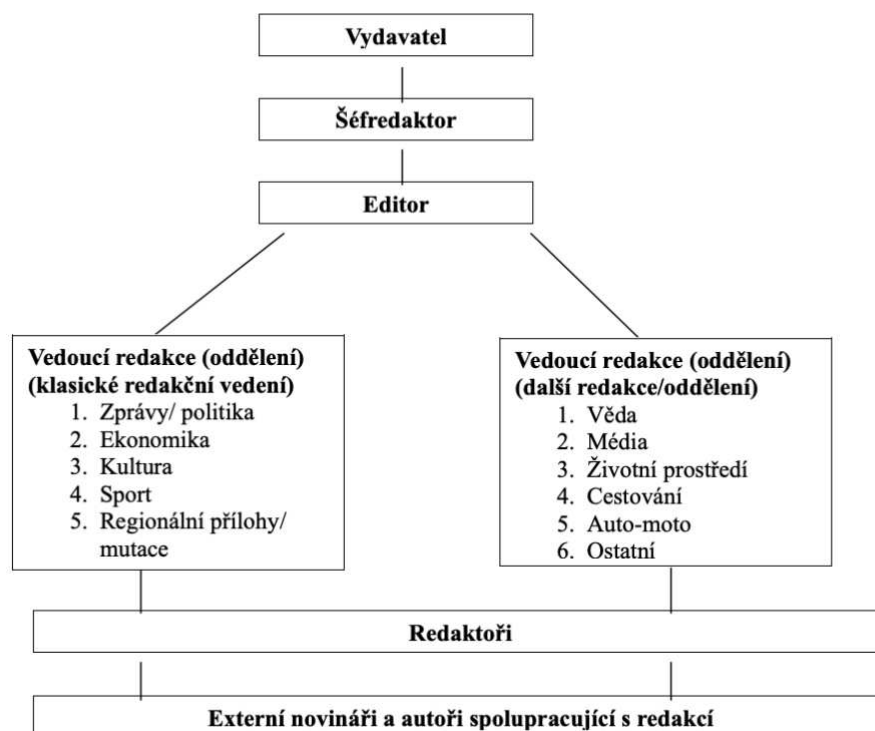 Vydavatel
Šéfredaktor
Editor
Vedoucí redakce (oddělení)
(klasické redakční vedení)
1. Zprávy/ politika
2. Ekonomika
3. Kultura
4. Sport
5. Regionální přílohy/
mutace
Vedoucí redakce (oddělení)
(další redakce/oddělení)
1. Věda
2. Média
3. Životní prostředí
4. Cestování
5. Auto-moto
6. Ostatní
Redaktoři
Externí novináři a autoři spolupracující s redakcí